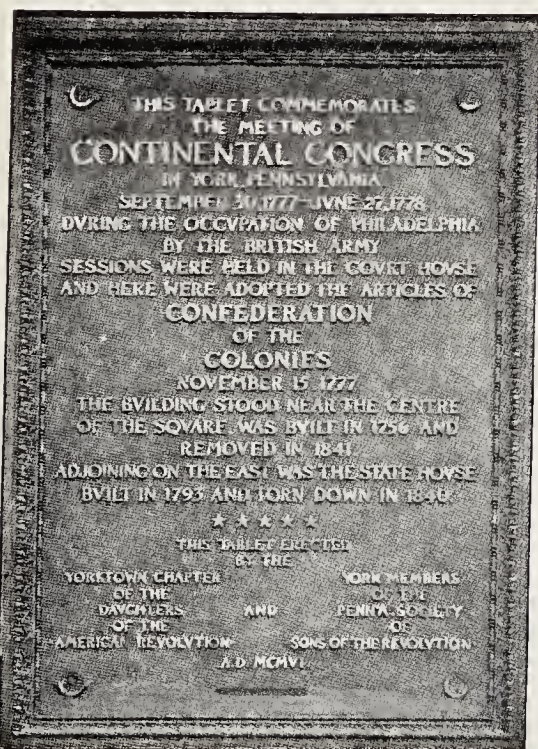 THIS TABLET COMMEMORATES
THE MEETING OF
CONTINENTAL CONGRESS
IN YORK, PENNSYLVANIA
SEPTEMBER 30, 1777–JVNE 27, 1778
DVRING THE OCCVPATION OF PHILADELPHIA
BY THE BRITISH ARMY
SESSIONS WERE HELD IN THE COVRT HOVSE
AND HERE WERE ADOPTED THE ARTICLES OF
CONFEDERATION
OF THE
COLONIES
NOVEMBER 15, 1777
THE BVILDING STOOD NEAR THE CENTRE
OF THE SQVARE, WAS BVILT IN 1756 AND
REMOVED IN 1841.
ADJOINING ON THE EAST WAS THE STATE HOVSE
BVILT IN 1793 AND TORN DOWN IN 1840.
THIS TABLET ERECTED
BY THE
YORKTOWN CHAPTER
OF THE
DAVGHTERS
OF THE
AMERICAN REVOLVTION
AND
YORK MEMBERS
OF THE
PENN'A. SOCIETY
OF
SONS OF THE REVOLVTION
A.D. MCMVI.